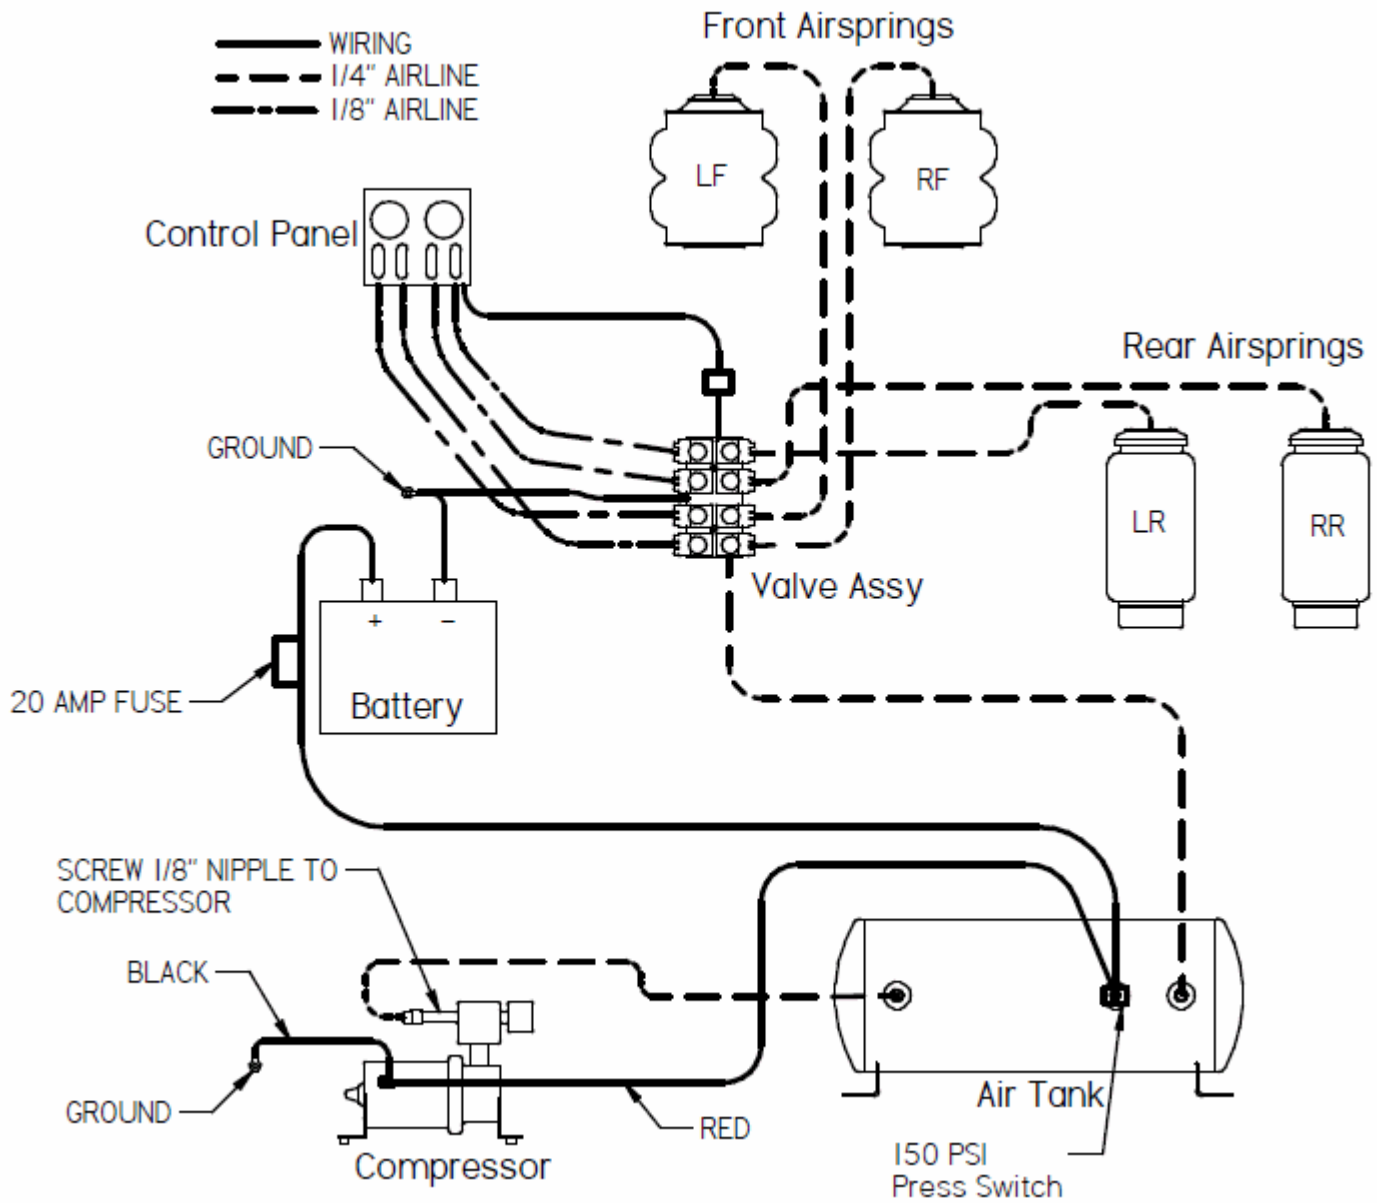 Front Airsprings
WIRING
1/4" AIRLINE
1/8" AIRLINE
LF
RF
Control Panel
Rear Airsprings
GROUND
LR
RR
Valve Assy
+
−
20 AMP FUSE
Battery
SCREW 1/8" NIPPLE TO
COMPRESSOR
BLACK
GROUND
RED
Air Tank
Compressor
150 PSI
Press Switch